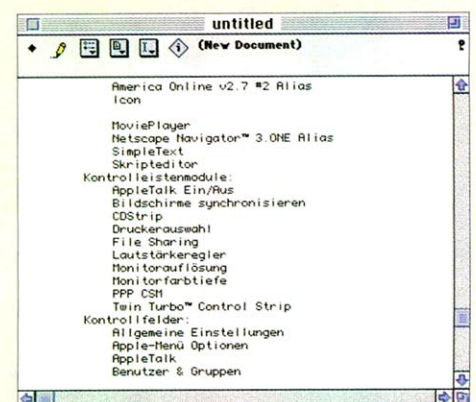 untitled
(New Document)
America Online v2.7 #2 Alias
Icon
MoviePlayer
Netscape Navigator™ 3.0NE Alias
SimpleText
Skripteditor
Kontrolleistenmodule:
AppleTalk Ein/Aus
Bildschirme synchronisieren
CDStrip
Druckerauswahl
File Sharing
Lautstärkeregler
Monitorauflösung
Monitorfarbtiefe
PPP CSM
Twin Turbo™ Control Strip
Kontrollfelder:
Allgemeine Einstellungen
Apple-Menü Optionen
AppleTalk
Benutzer & Gruppen